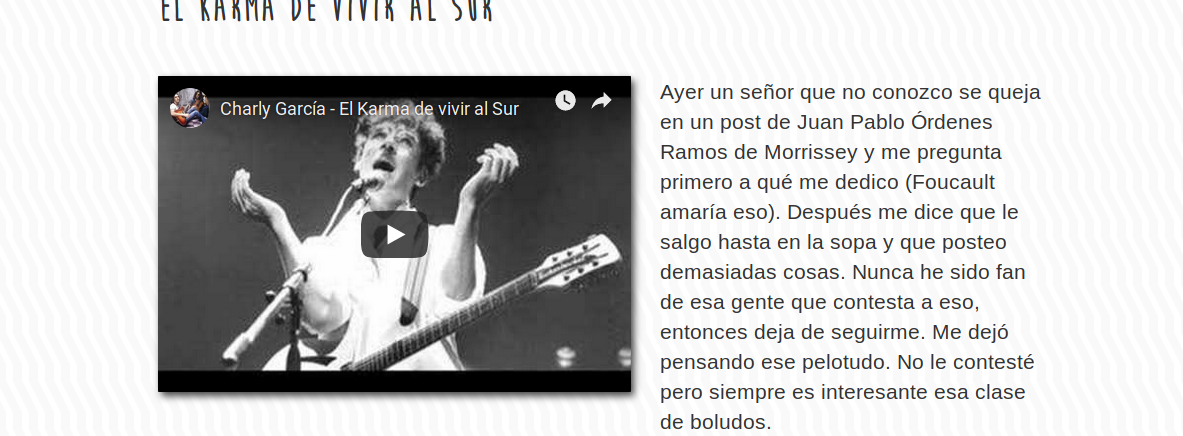 EL KARMA DE VIVIR AL SUR
Charly García - El Karma de vivir al Sur
Ayer un señor que no conozco se queja
en un post de Juan Pablo Órdenes
Ramos de Morrissey y me pregunta
primero a qué me dedico (Foucault
amaría eso). Después me dice que le
salgo hasta en la sopa y que posteo
demasiadas cosas. Nunca he sido fan
de esa gente que contesta a eso,
entonces deja de seguirme. Me dejó
pensando ese pelotudo. No le contesté
pero siempre es interesante esa clase
de boludos.